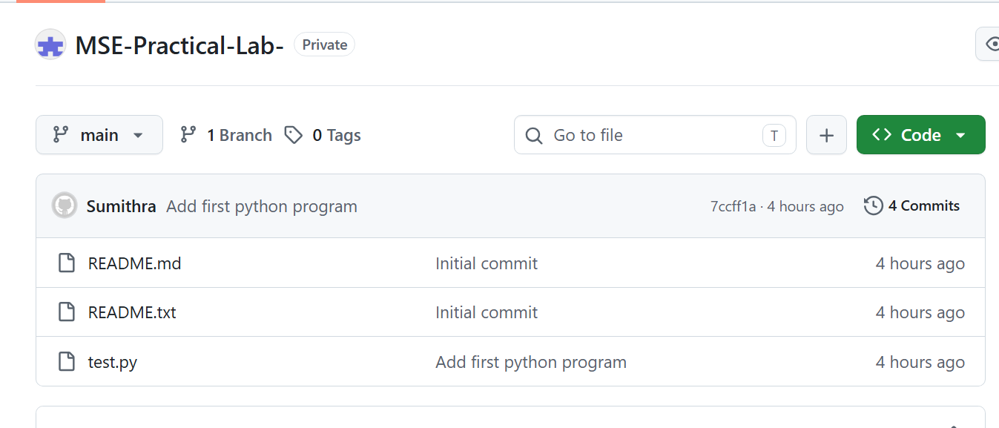 MSE-Practical-Lab- Private
main 1 Branch 0 Tags Go to file T Code
Sumithra Add first python program 7ccff1a · 4 hours ago 4 Commits
README.md Initial commit 4 hours ago
README.txt Initial commit 4 hours ago
test.py Add first python program 4 hours ago